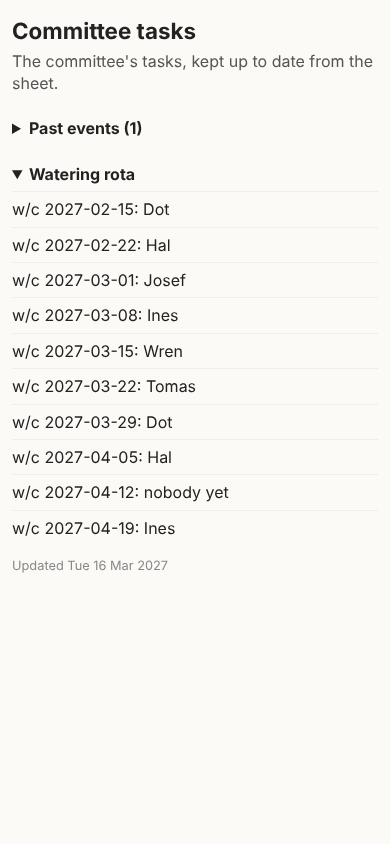 Committee tasks
The committee's tasks, kept up to date from the
sheet.
Past events (1)
Watering rota
w/c 2027-02-15: Dot
w/c 2027-02-22: Hal
w/c 2027-03-01: Josef
w/c 2027-03-08: Ines
w/c 2027-03-15: Wren
w/c 2027-03-22: Tomas
w/c 2027-03-29: Dot
w/c 2027-04-05: Hal
w/c 2027-04-12: nobody yet
w/c 2027-04-19: Ines
Updated Tue 16 Mar 2027